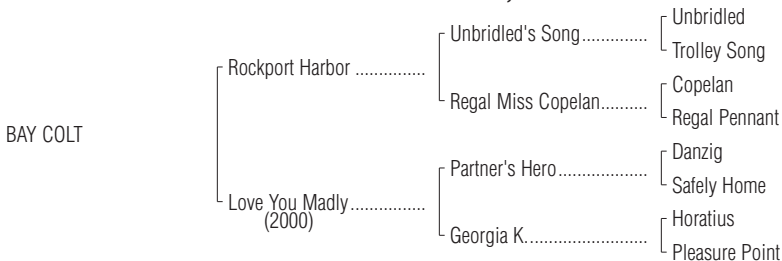 Unbridled
Unbridled's Song..............
Trolley Song
Rockport Harbor ...............
Copelan
Regal Miss Copelan..........
Regal Pennant
BAY COLT
Danzig
Partner's Hero...................
Safely Home
Love You Madly................
(2000)
Horatius
Georgia K.........................
Pleasure Point